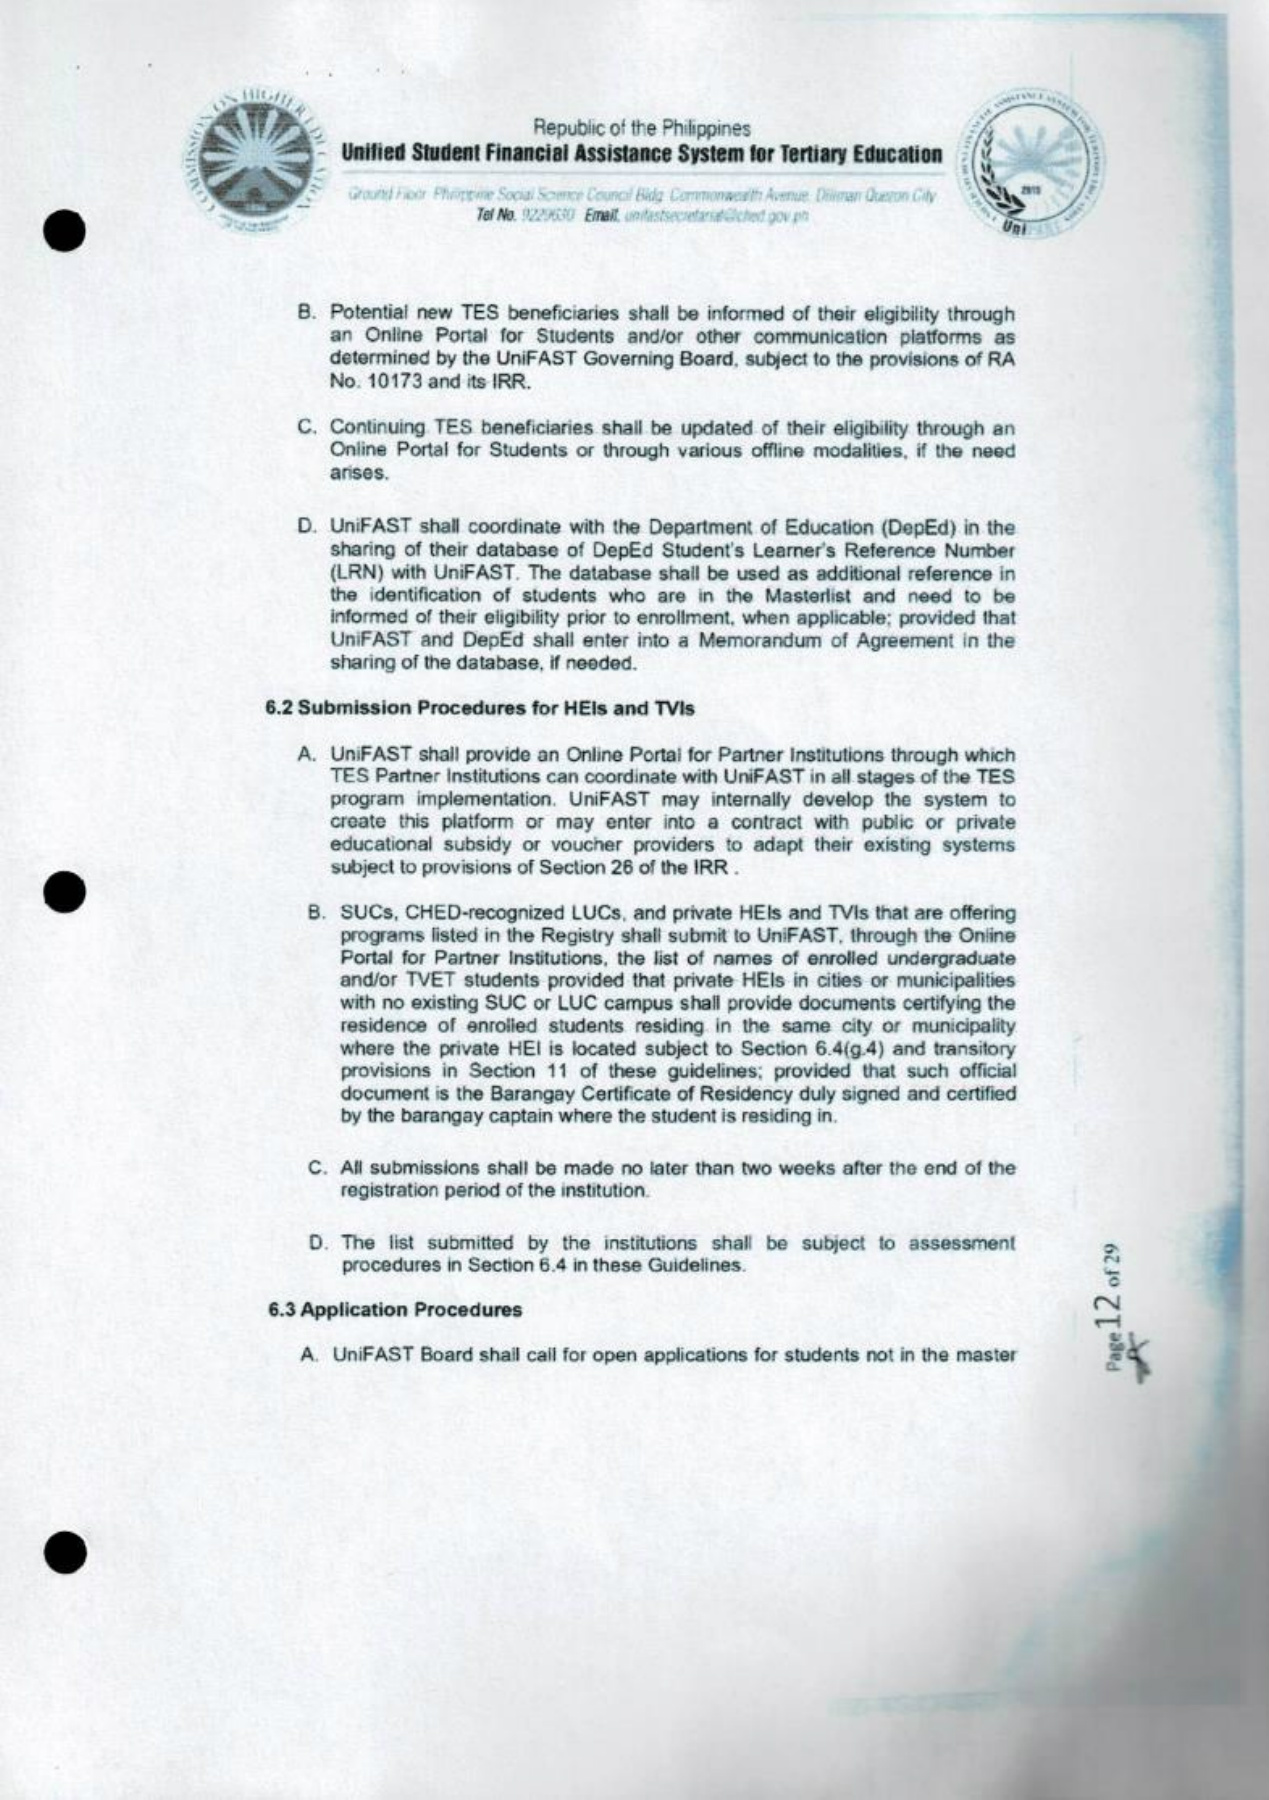 COMMISSION ON HIGHER EDUCATION
Republic of the Philippines
Unified Student Financial Assistance System for Tertiary Education
Ground Floor Philippine Social Science Council Bldg. Commonwealth Avenue, Diliman Quezon City
Tel No. 9229630 Email. unifastsecretariat@ched.gov.ph
2015
UniFAST
B. Potential new TES beneficiaries shall be informed of their eligibility through
an Online Portal for Students and/or other communication platforms as
determined by the UniFAST Governing Board, subject to the provisions of RA
No. 10173 and its IRR.
C. Continuing TES beneficiaries shall be updated of their eligibility through an
Online Portal for Students or through various offline modalities, if the need
arises.
D. UniFAST shall coordinate with the Department of Education (DepEd) in the
sharing of their database of DepEd Student's Learner's Reference Number
(LRN) with UniFAST. The database shall be used as additional reference in
the identification of students who are in the Masterlist and need to be
informed of their eligibility prior to enrollment, when applicable; provided that
UniFAST and DepEd shall enter into a Memorandum of Agreement in the
sharing of the database, if needed.
6.2 Submission Procedures for HEIs and TVIs
A. UniFAST shall provide an Online Portal for Partner Institutions through which
TES Partner Institutions can coordinate with UniFAST in all stages of the TES
program implementation. UniFAST may internally develop the system to
create this platform or may enter into a contract with public or private
educational subsidy or voucher providers to adapt their existing systems
subject to provisions of Section 26 of the IRR .
B. SUCs, CHED-recognized LUCs, and private HEIs and TVIs that are offering
programs listed in the Registry shall submit to UniFAST, through the Online
Portal for Partner Institutions, the list of names of enrolled undergraduate
and/or TVET students provided that private HEIs in cities or municipalities
with no existing SUC or LUC campus shall provide documents certifying the
residence of enrolled students residing in the same city or municipality
where the private HEI is located subject to Section 6.4(g.4) and transitory
provisions in Section 11 of these guidelines; provided that such official
document is the Barangay Certificate of Residency duly signed and certified
by the barangay captain where the student is residing in.
C. All submissions shall be made no later than two weeks after the end of the
registration period of the institution.
D. The list submitted by the institutions shall be subject to assessment
procedures in Section 6.4 in these Guidelines.
6.3 Application Procedures
A. UniFAST Board shall call for open applications for students not in the master
Page 12 of 29